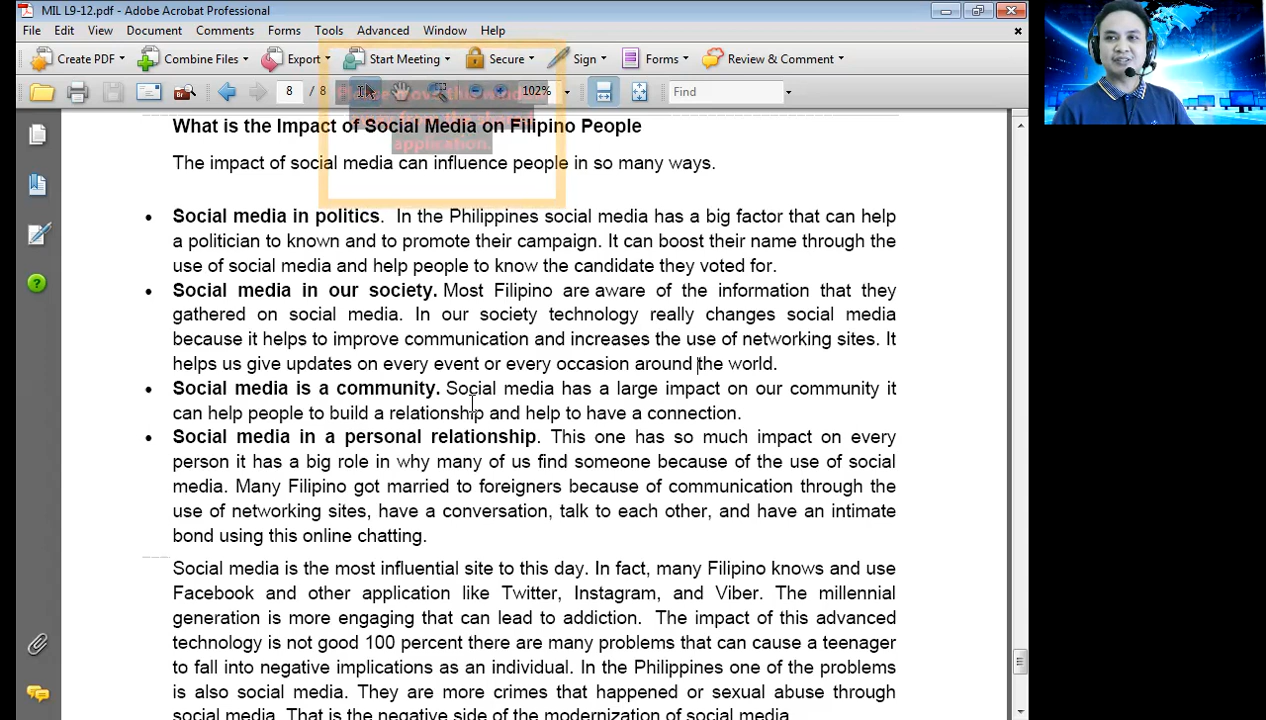 MIL L9-12.pdf - Adobe Acrobat Professional
File Edit View Document Comments Forms Tools Advanced Window Help
Create PDF Combine Files Export Start Meeting Secure Sign Forms Review & Comment
8 / 8 102% Find
application.
What is the Impact of Social Media on Filipino People
The impact of social media can influence people in so many ways.
• Social media in politics. In the Philippines social media has a big factor that can help
a politician to known and to promote their campaign. It can boost their name through the
use of social media and help people to know the candidate they voted for.
• Social media in our society. Most Filipino are aware of the information that they
gathered on social media. In our society technology really changes social media
because it helps to improve communication and increases the use of networking sites. It
helps us give updates on every event or every occasion around the world.
• Social media is a community. Social media has a large impact on our community it
can help people to build a relationship and help to have a connection.
• Social media in a personal relationship. This one has so much impact on every
person it has a big role in why many of us find someone because of the use of social
media. Many Filipino got married to foreigners because of communication through the
use of networking sites, have a conversation, talk to each other, and have an intimate
bond using this online chatting.
Social media is the most influential site to this day. In fact, many Filipino knows and use
Facebook and other application like Twitter, Instagram, and Viber. The millennial
generation is more engaging that can lead to addiction. The impact of this advanced
technology is not good 100 percent there are many problems that can cause a teenager
to fall into negative implications as an individual. In the Philippines one of the problems
is also social media. They are more crimes that happened or sexual abuse through
social media. That is the negative side of the modernization of social media.